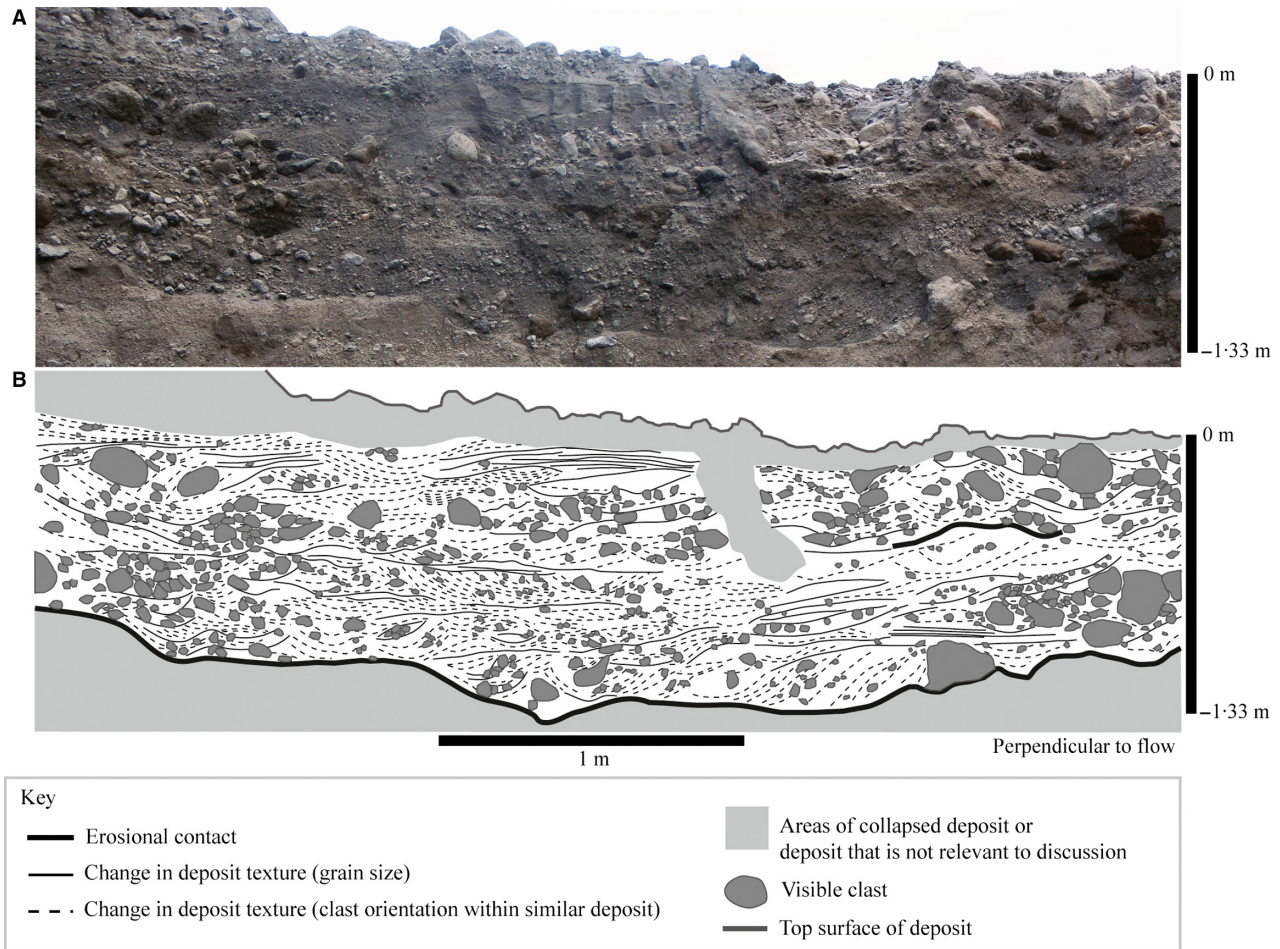 A
0 m
–1·33 m
B
0 m
–1·33 m
1 m
Perpendicular to flow
Key
Erosional contact
Change in deposit texture (grain size)
Change in deposit texture (clast orientation within similar deposit)
Areas of collapsed deposit or
deposit that is not relevant to discussion
Visible clast
Top surface of deposit